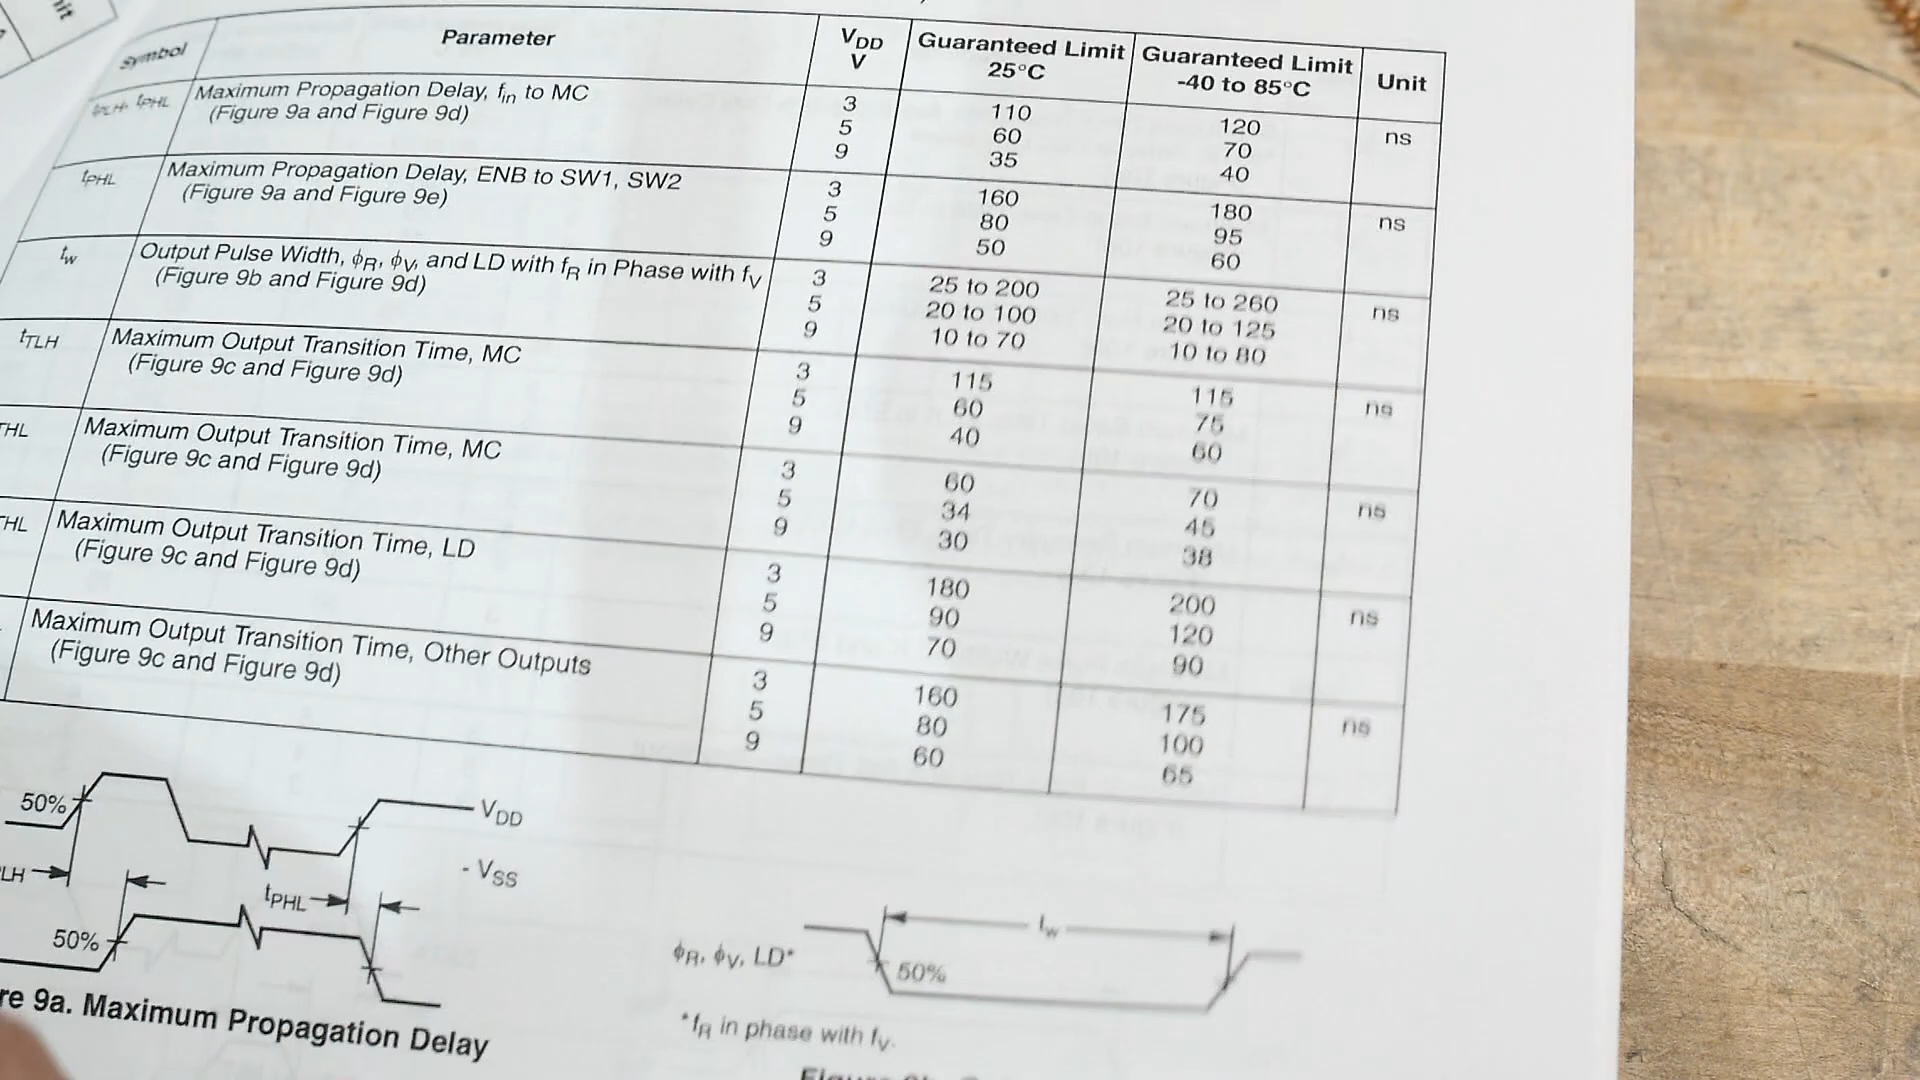 Symbol Parameter VDD V Guaranteed Limit 25°C Guaranteed Limit -40 to 85°C Unit
tPLH, tPHL Maximum Propagation Delay, fin to MC
(Figure 9a and Figure 9d)
3 110 120 ns
5 60 70
9 35 40
tPHL Maximum Propagation Delay, ENB to SW1, SW2
(Figure 9a and Figure 9e)
3 160 180 ns
5 80 95
9 50 60
tw Output Pulse Width, ϕR, ϕV, and LD with fR in Phase with fV
(Figure 9b and Figure 9d)
3 25 to 200 25 to 260 ns
5 20 to 100 20 to 125
9 10 to 70 10 to 80
tTLH Maximum Output Transition Time, MC
(Figure 9c and Figure 9d)
3 115 115 ns
5 60 75
9 40 60
THL Maximum Output Transition Time, MC
(Figure 9c and Figure 9d)
3 60 70 ns
5 34 45
9 30 38
THL Maximum Output Transition Time, LD
(Figure 9c and Figure 9d)
3 180 200 ns
5 90 120
9 70 90
Maximum Output Transition Time, Other Outputs
(Figure 9c and Figure 9d)
3 160 175 ns
5 80 100
9 60 65
50% VDD
- VSS
LH tPHL
50%
re 9a. Maximum Propagation Delay
tw
ϕR, ϕV, LD*
50%
*fR in phase with fV.